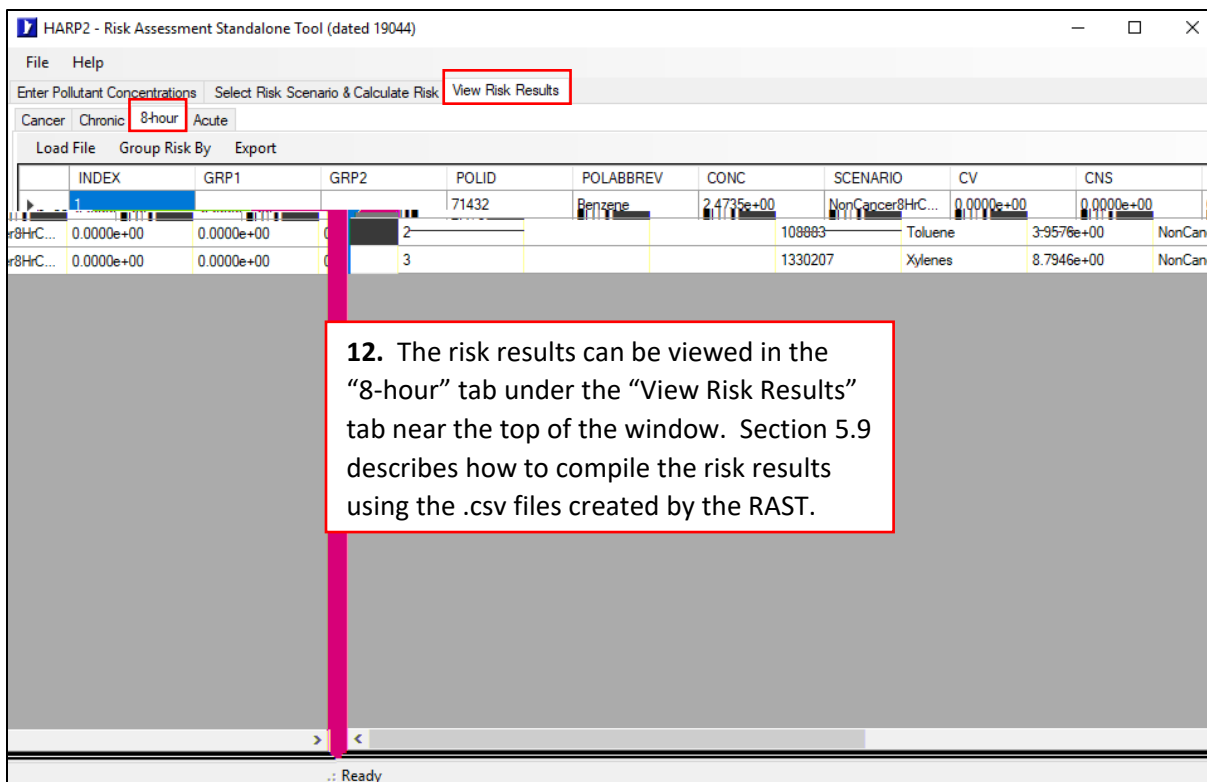 HARP2 - Risk Assessment Standalone Tool (dated 19044)
File Help
Enter Pollutant Concentrations Select Risk Scenario & Calculate Risk View Risk Results
Cancer Chronic 8-hour Acute
Load File Group Risk By Export
INDEX GRP1 GRP2 POLID POLABBREV CONC SCENARIO CV CNS
1 71432 Benzene 2.4735e+00 NonCancer8HrC... 0.0000e+00 0.0000e+00
r8HrC... 0.0000e+00 0.0000e+00 2 108883 Toluene 3.9576e+00 NonCan
r8HrC... 0.0000e+00 0.0000e+00 3 1330207 Xylenes 8.7946e+00 NonCan
12. The risk results can be viewed in the
“8-hour” tab under the “View Risk Results”
tab near the top of the window. Section 5.9
describes how to compile the risk results
using the .csv files created by the RAST.
.: Ready